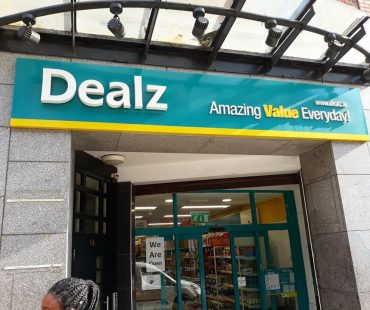 Dealz
www.dealz.ie
Amazing Value Everyday!
We
Are
Open